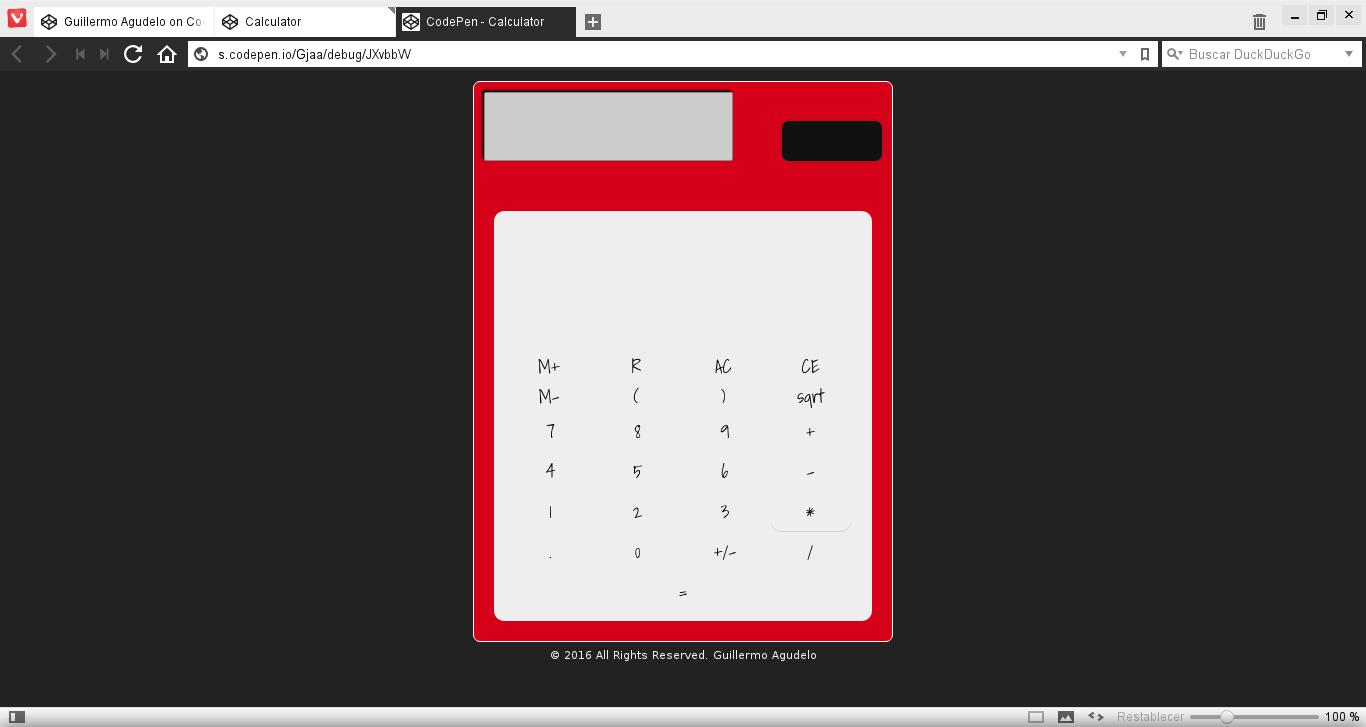 Guillermo Agudelo on Co
Calculator
CodePen - Calculator
s.codepen.io/Gjaa/debug/JXvbbW
Buscar DuckDuckGo
M+ R AC CE
M- ( ) sqrt
7 8 9 +
4 5 6 -
1 2 3 *
. 0 +/- /
=
© 2016 All Rights Reserved. Guillermo Agudelo
Restablecer 100 %